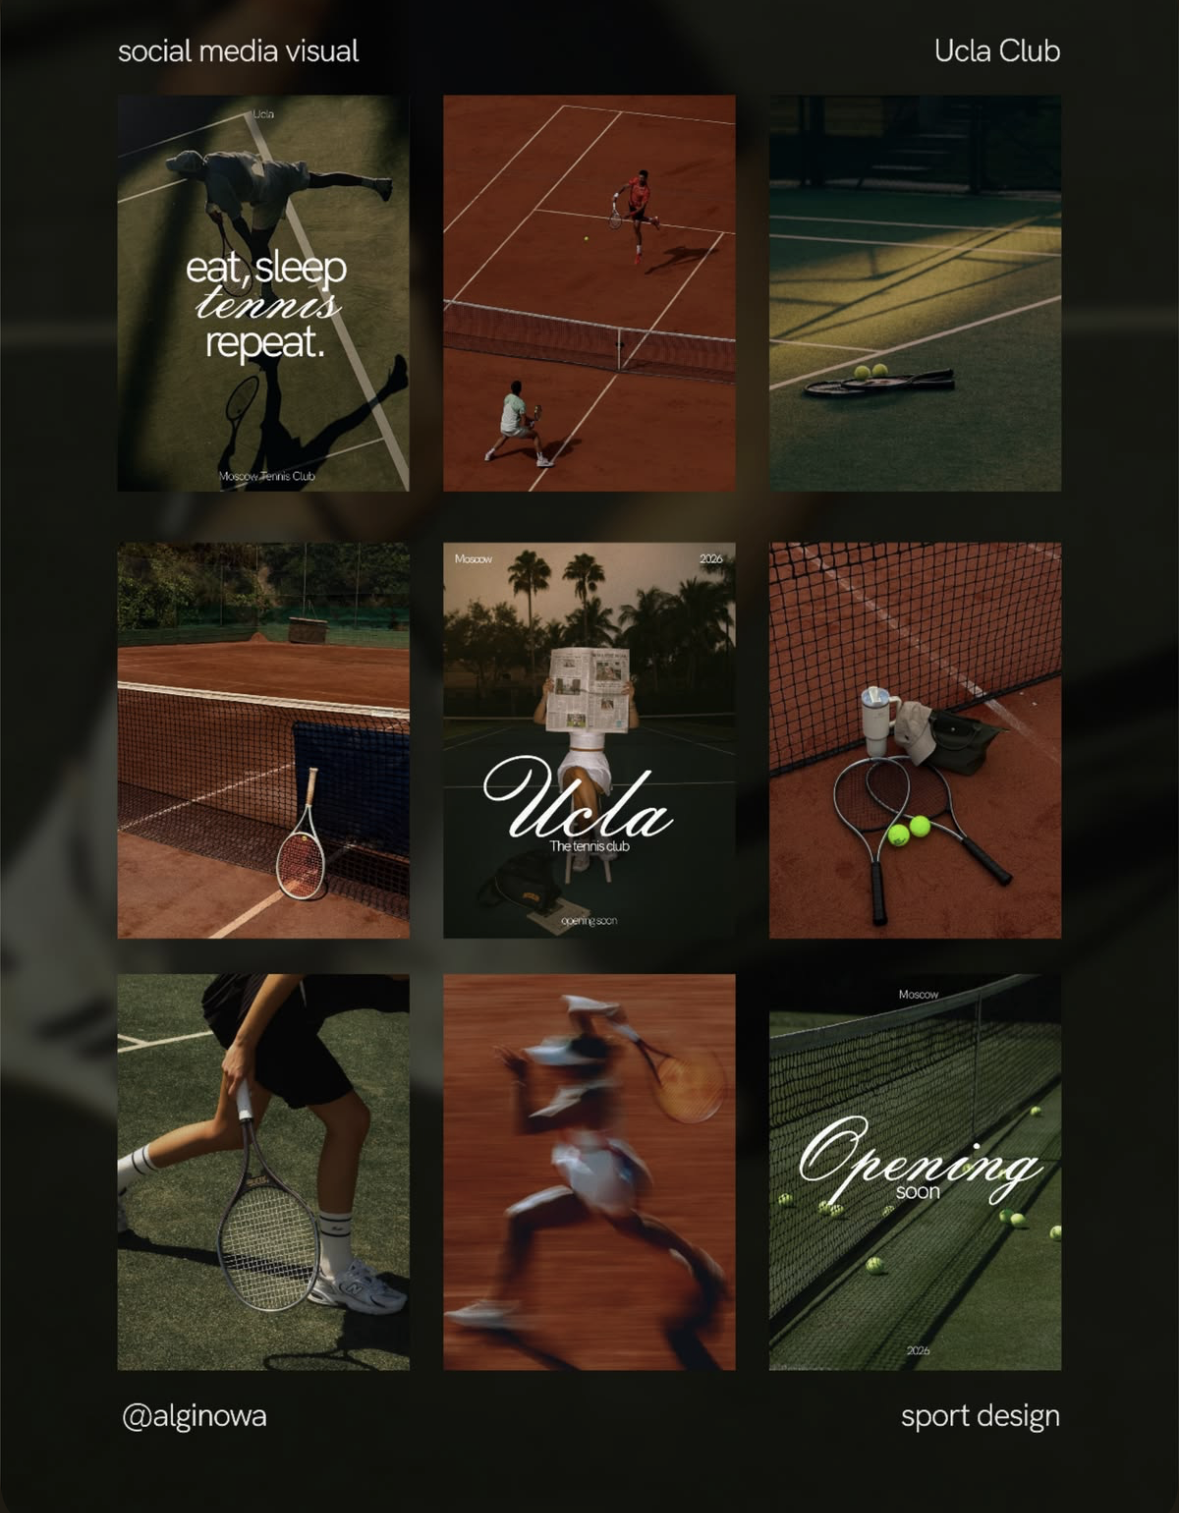 social media visual
Ucla Club
Ucla
eat, sleep
tennis
repeat.
Moscow Tennis Club
Moscow
2026
Ucla
The tennis club
opening soon
Moscow
Opening
soon
2026
@alginowa
sport design